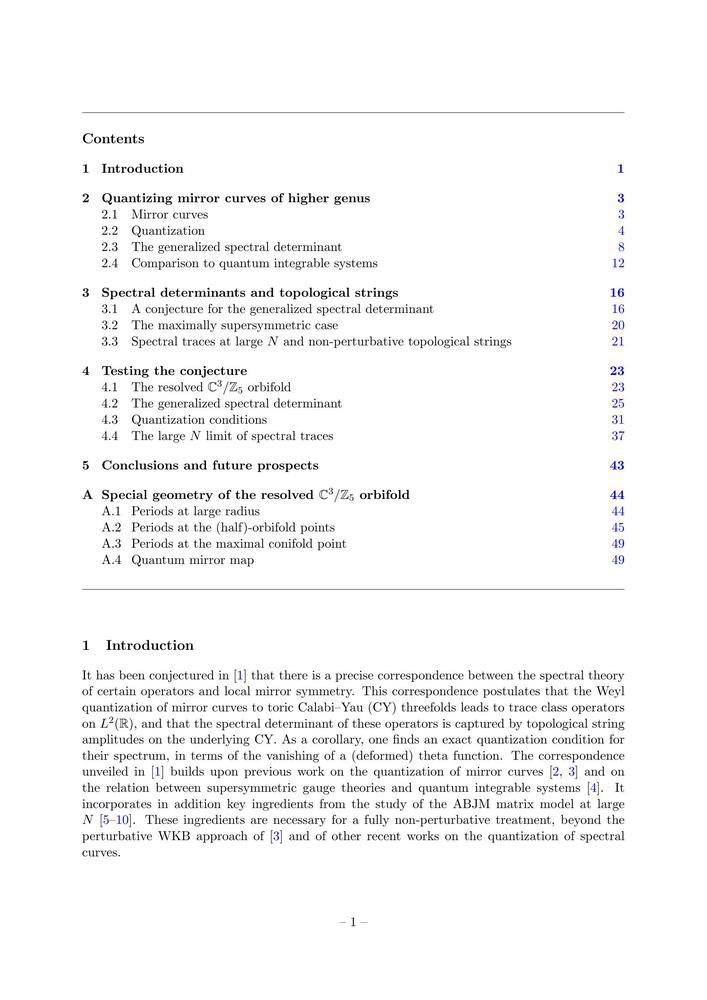 Contents
1 Introduction 1
2 Quantizing mirror curves of higher genus 3
2.1 Mirror curves 3
2.2 Quantization 4
2.3 The generalized spectral determinant 8
2.4 Comparison to quantum integrable systems 12
3 Spectral determinants and topological strings 16
3.1 A conjecture for the generalized spectral determinant 16
3.2 The maximally supersymmetric case 20
3.3 Spectral traces at large N and non-perturbative topological strings 21
4 Testing the conjecture 23
4.1 The resolved ℂ³/ℤ₅ orbifold 23
4.2 The generalized spectral determinant 25
4.3 Quantization conditions 31
4.4 The large N limit of spectral traces 37
5 Conclusions and future prospects 43
A Special geometry of the resolved ℂ³/ℤ₅ orbifold 44
A.1 Periods at large radius 44
A.2 Periods at the (half)-orbifold points 45
A.3 Periods at the maximal conifold point 49
A.4 Quantum mirror map 49
1 Introduction
It has been conjectured in [1] that there is a precise correspondence between the spectral theory
of certain operators and local mirror symmetry. This correspondence postulates that the Weyl
quantization of mirror curves to toric Calabi–Yau (CY) threefolds leads to trace class operators
on L²(ℝ), and that the spectral determinant of these operators is captured by topological string
amplitudes on the underlying CY. As a corollary, one finds an exact quantization condition for
their spectrum, in terms of the vanishing of a (deformed) theta function. The correspondence
unveiled in [1] builds upon previous work on the quantization of mirror curves [2, 3] and on
the relation between supersymmetric gauge theories and quantum integrable systems [4]. It
incorporates in addition key ingredients from the study of the ABJM matrix model at large
N [5–10]. These ingredients are necessary for a fully non-perturbative treatment, beyond the
perturbative WKB approach of [3] and of other recent works on the quantization of spectral
curves.
– 1 –